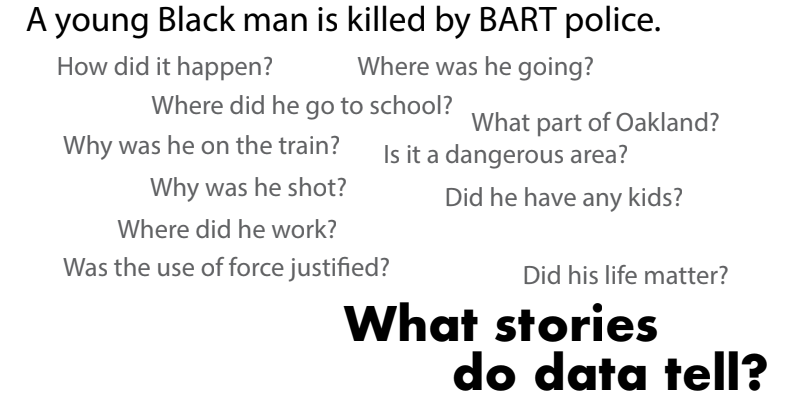 A young Black man is killed by BART police.
How did it happen?
Where was he going?
Where did he go to school?
What part of Oakland?
Why was he on the train?
Is it a dangerous area?
Why was he shot?
Did he have any kids?
Where did he work?
Was the use of force justified?
Did his life matter?
What stories
do data tell?